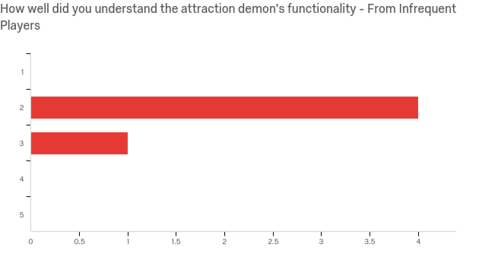 How well did you understand the attraction demon's functionality - From Infrequent
Players
1
2
3
4
5
0 0.5 1 1.5 2 2.5 3 3.5 4